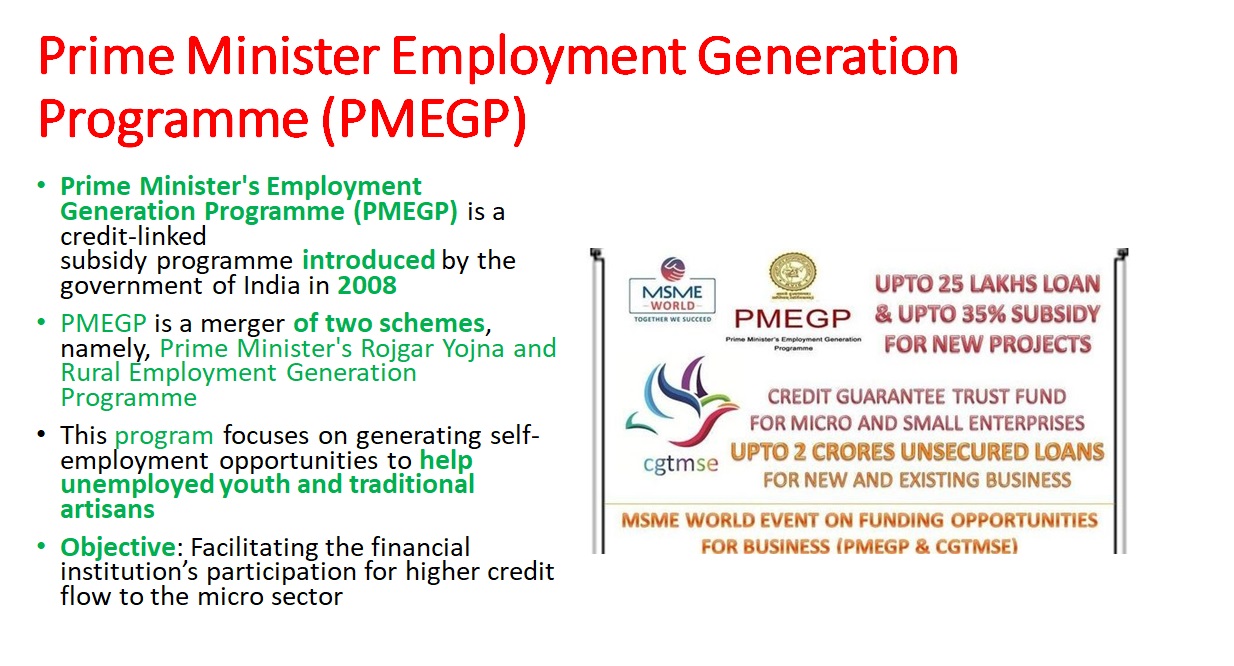 Prime Minister Employment Generation
Programme (PMEGP)
• Prime Minister's Employment
Generation Programme (PMEGP) is a
credit-linked
subsidy programme introduced by the
government of India in 2008
• PMEGP is a merger of two schemes,
namely, Prime Minister's Rojgar Yojna and
Rural Employment Generation
Programme
• This program focuses on generating self-
employment opportunities to help
unemployed youth and traditional
artisans
• Objective: Facilitating the financial
institution’s participation for higher credit
flow to the micro sector
MSME
WORLD
TOGETHER WE SUCCEED
PMEGP
Prime Minister's Employment Generation
Programme
UPTO 25 LAKHS LOAN
& UPTO 35% SUBSIDY
FOR NEW PROJECTS
cgtmse
CREDIT GUARANTEE TRUST FUND
FOR MICRO AND SMALL ENTERPRISES
UPTO 2 CRORES UNSECURED LOANS
FOR NEW AND EXISTING BUSINESS
MSME WORLD EVENT ON FUNDING OPPORTUNITIES
FOR BUSINESS (PMEGP & CGTMSE)